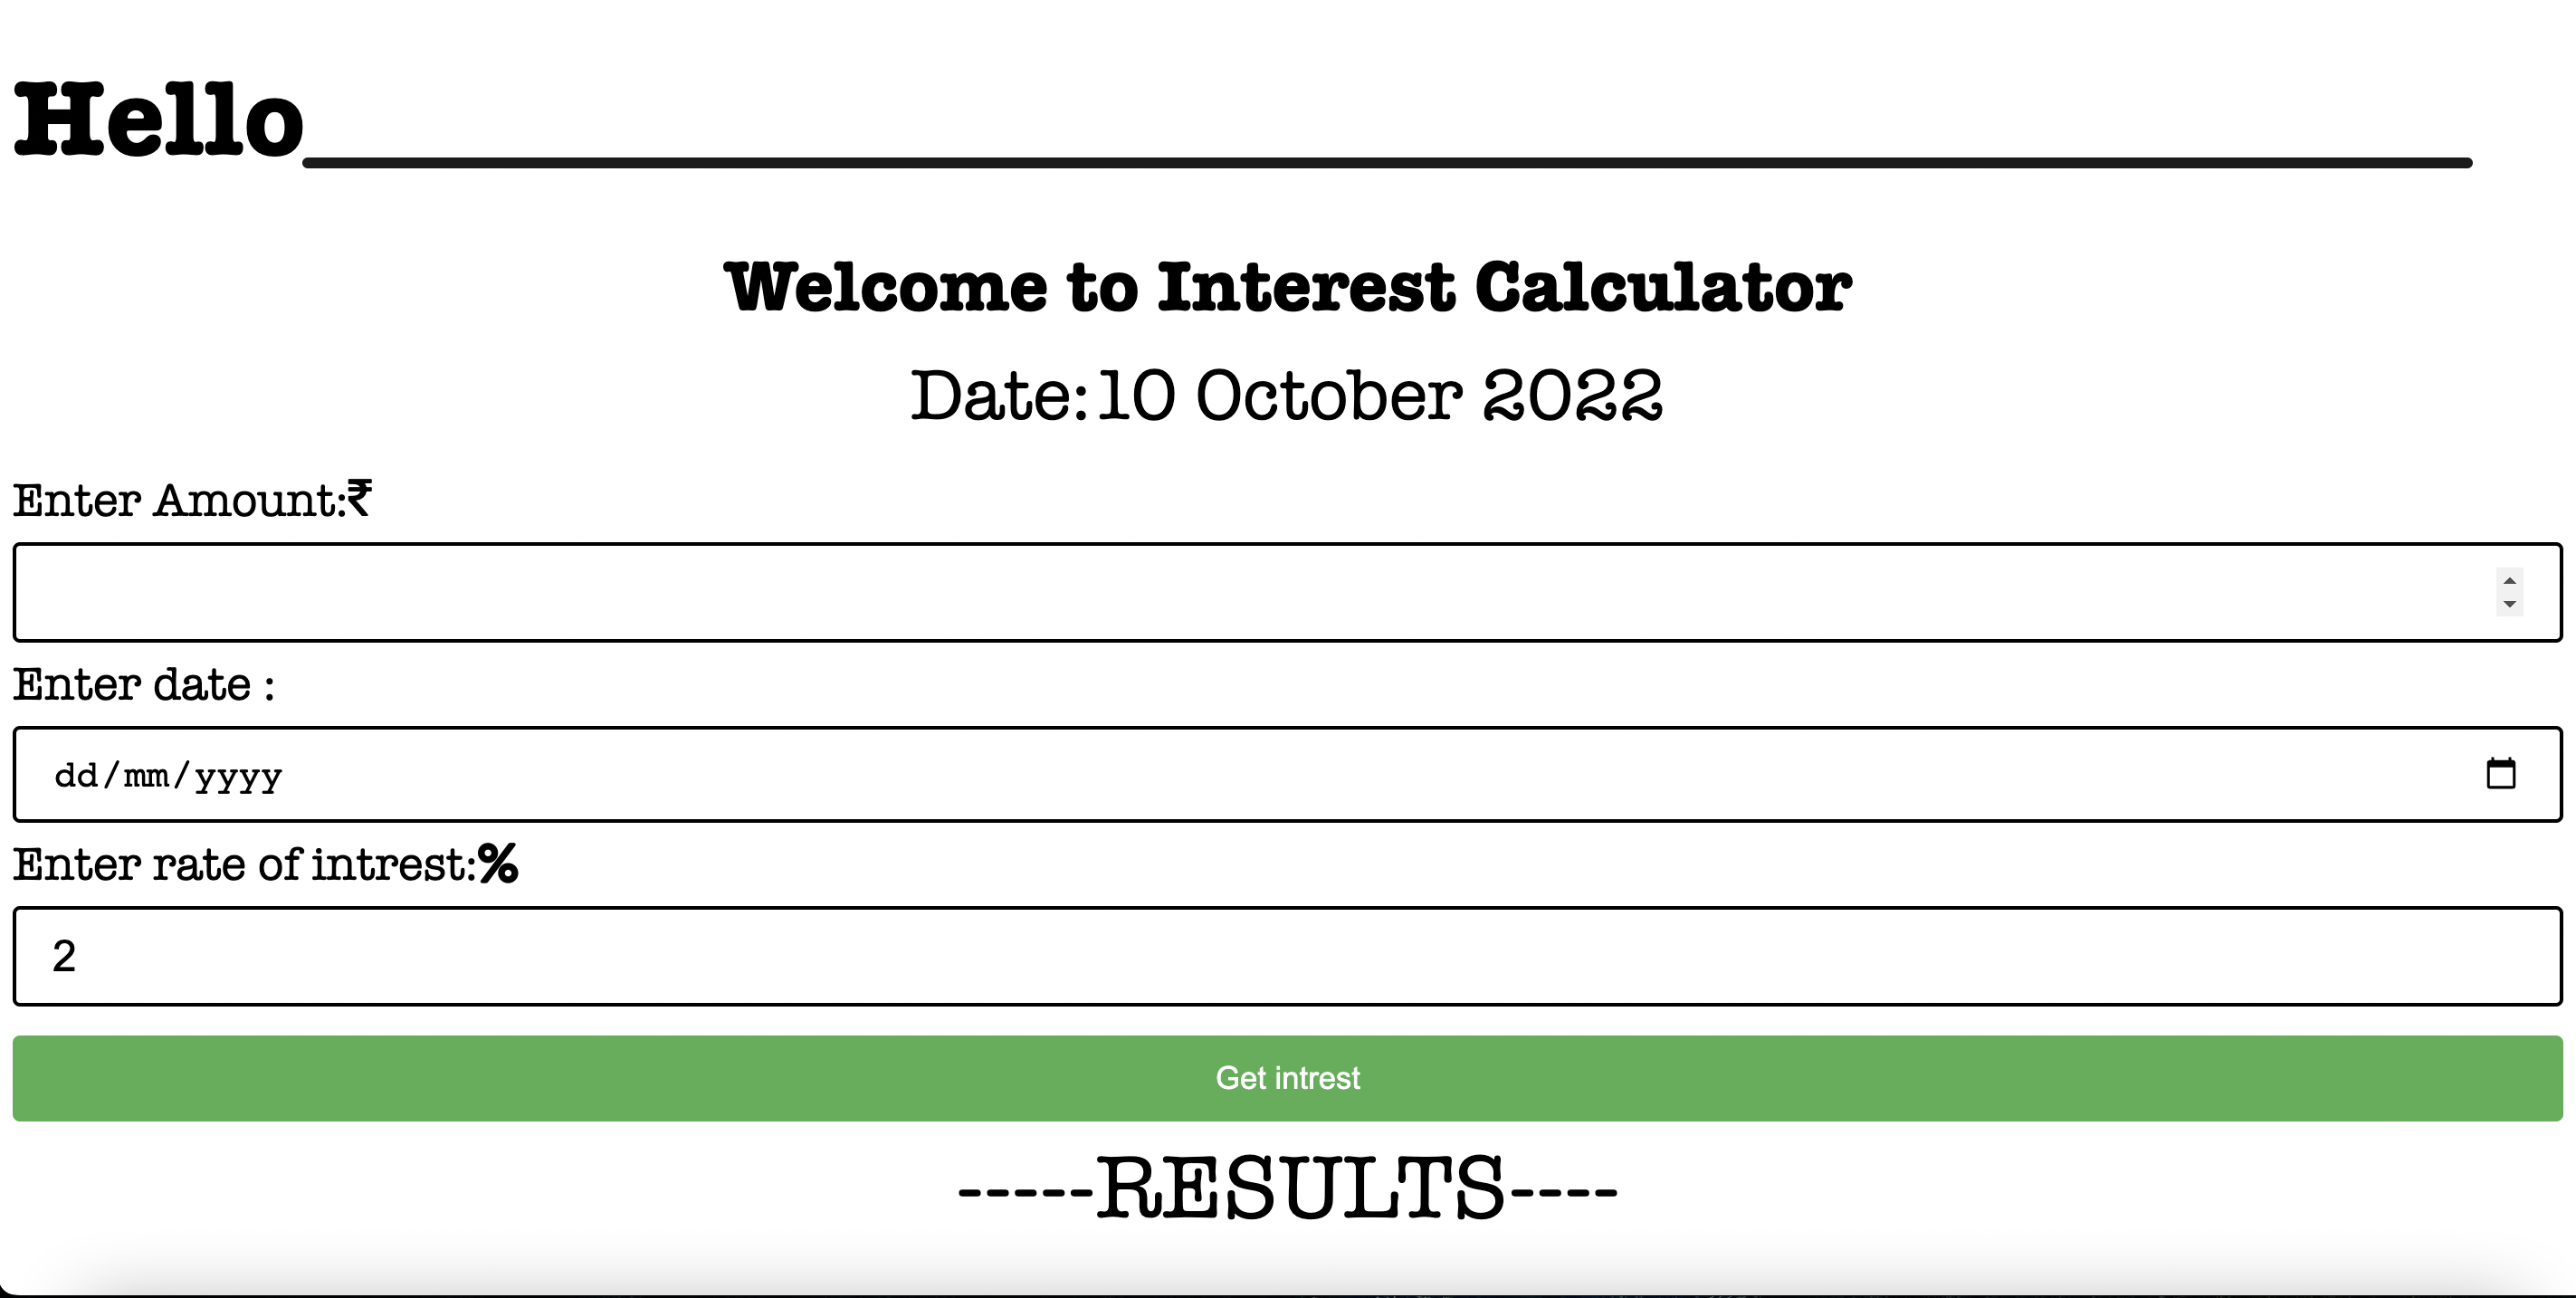 Hello
Welcome to Interest Calculator
Date:10 October 2022
Enter Amount:₹
Enter date :
dd/mm/yyyy
Enter rate of intrest:%
2
Get intrest
-----RESULTS----